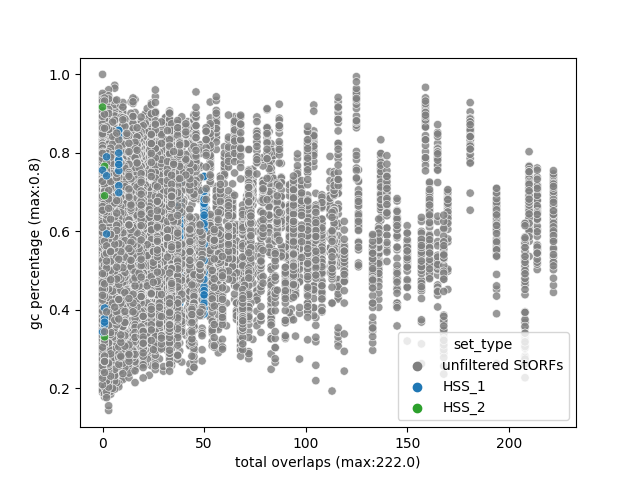 1.0
0.8
0.6
0.4
0.2
gc percentage (max:0.8)
set_type
unfiltered StORFs
HSS_1
HSS_2
0
50
100
150
200
total overlaps (max:222.0)